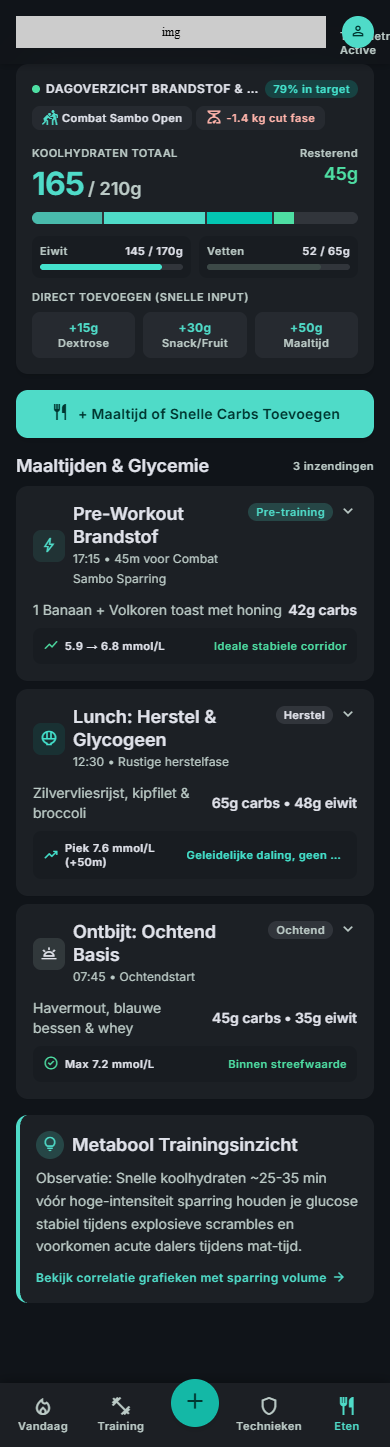 img
Active
DAGOVERZICHT BRANDSTOF & ...
79% in target
Combat Sambo Open
-1.4 kg cut fase
KOOLHYDRATEN TOTAAL
Resterend
165 / 210g
45g
Eiwit
145 / 170g
Vetten
52 / 65g
DIRECT TOEVOEGEN (SNELLE INPUT)
+15g
Dextrose
+30g
Snack/Fruit
+50g
Maaltijd
+ Maaltijd of Snelle Carbs Toevoegen
Maaltijden & Glycemie
3 inzendingen
Pre-Workout
Brandstof
Pre-training
17:15 • 45m voor Combat
Sambo Sparring
1 Banaan + Volkoren toast met honing
42g carbs
5.9 → 6.8 mmol/L
Ideale stabiele corridor
Lunch: Herstel &
Glycogeen
Herstel
12:30 • Rustige herstelfase
Zilvervliesrijst, kipfilet &
broccoli
65g carbs • 48g eiwit
Piek 7.6 mmol/L
(+50m)
Geleidelijke daling, geen ...
Ontbijt: Ochtend
Basis
Ochtend
07:45 • Ochtendstart
Havermout, blauwe
bessen & whey
45g carbs • 35g eiwit
Max 7.2 mmol/L
Binnen streefwaarde
Metabool Trainingsinzicht
Observatie: Snelle koolhydraten ~25-35 min
vóór hoge-intensiteit sparring houden je glucose
stabiel tijdens explosieve scrambles en
voorkomen acute dalers tijdens mat-tijd.
Bekijk correlatie grafieken met sparring volume →
Vandaag
Training
Technieken
Eten